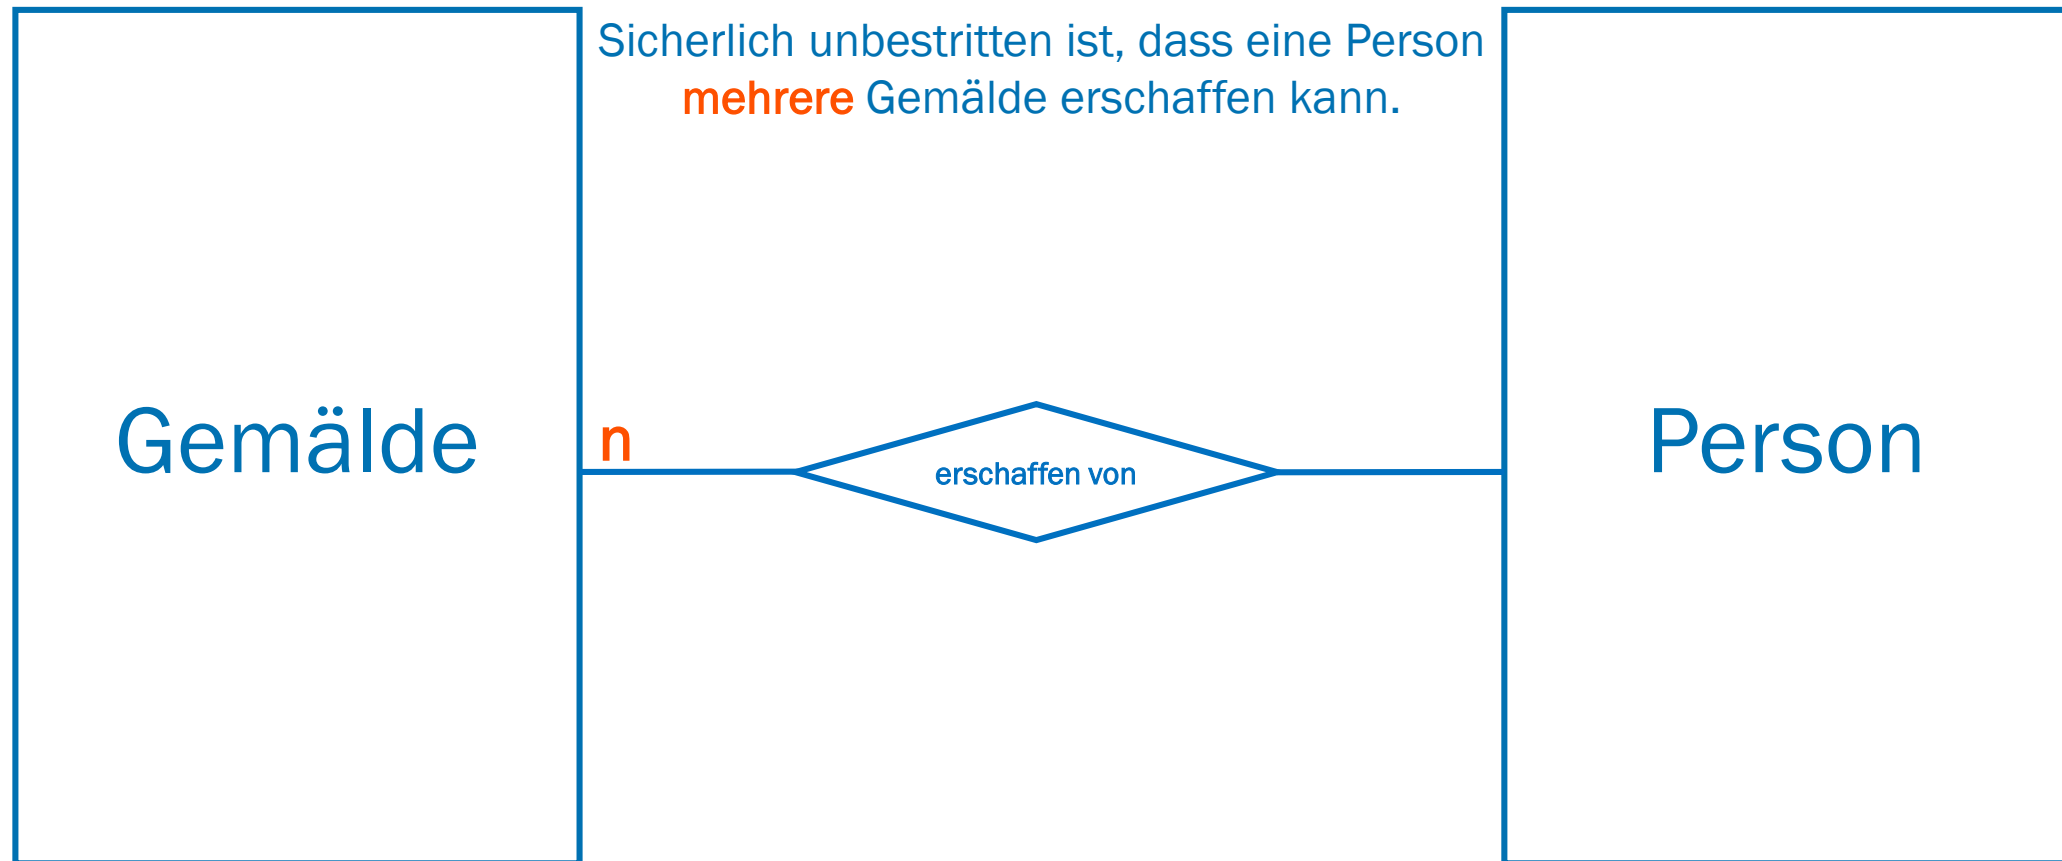 Sicherlich unbestritten ist, dass eine Person
mehrere Gemälde erschaffen kann.
Gemälde
n
erschaffen von
Person